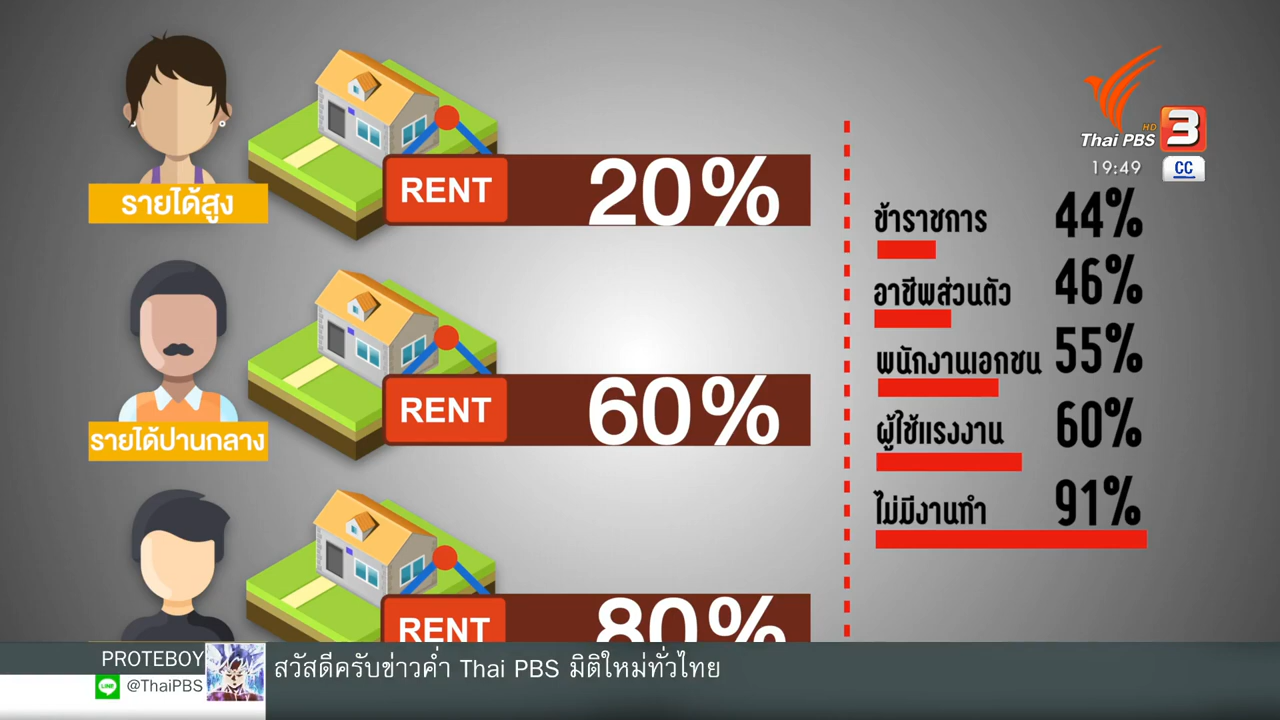 รายได้สูง
RENT
20%
รายได้ปานกลาง
RENT
60%
RENT
80%
Thai PBS HD 3
19:49 CC
ข้าราชการ 44%
อาชีพส่วนตัว 46%
พนักงานเอกชน 55%
ผู้ใช้แรงงาน 60%
ไม่มีงานทำ 91%
PROTEBOY
LINE @ThaiPBS
สวัสดีครับข่าวค่ำ Thai PBS มิติใหม่ทั่วไทย